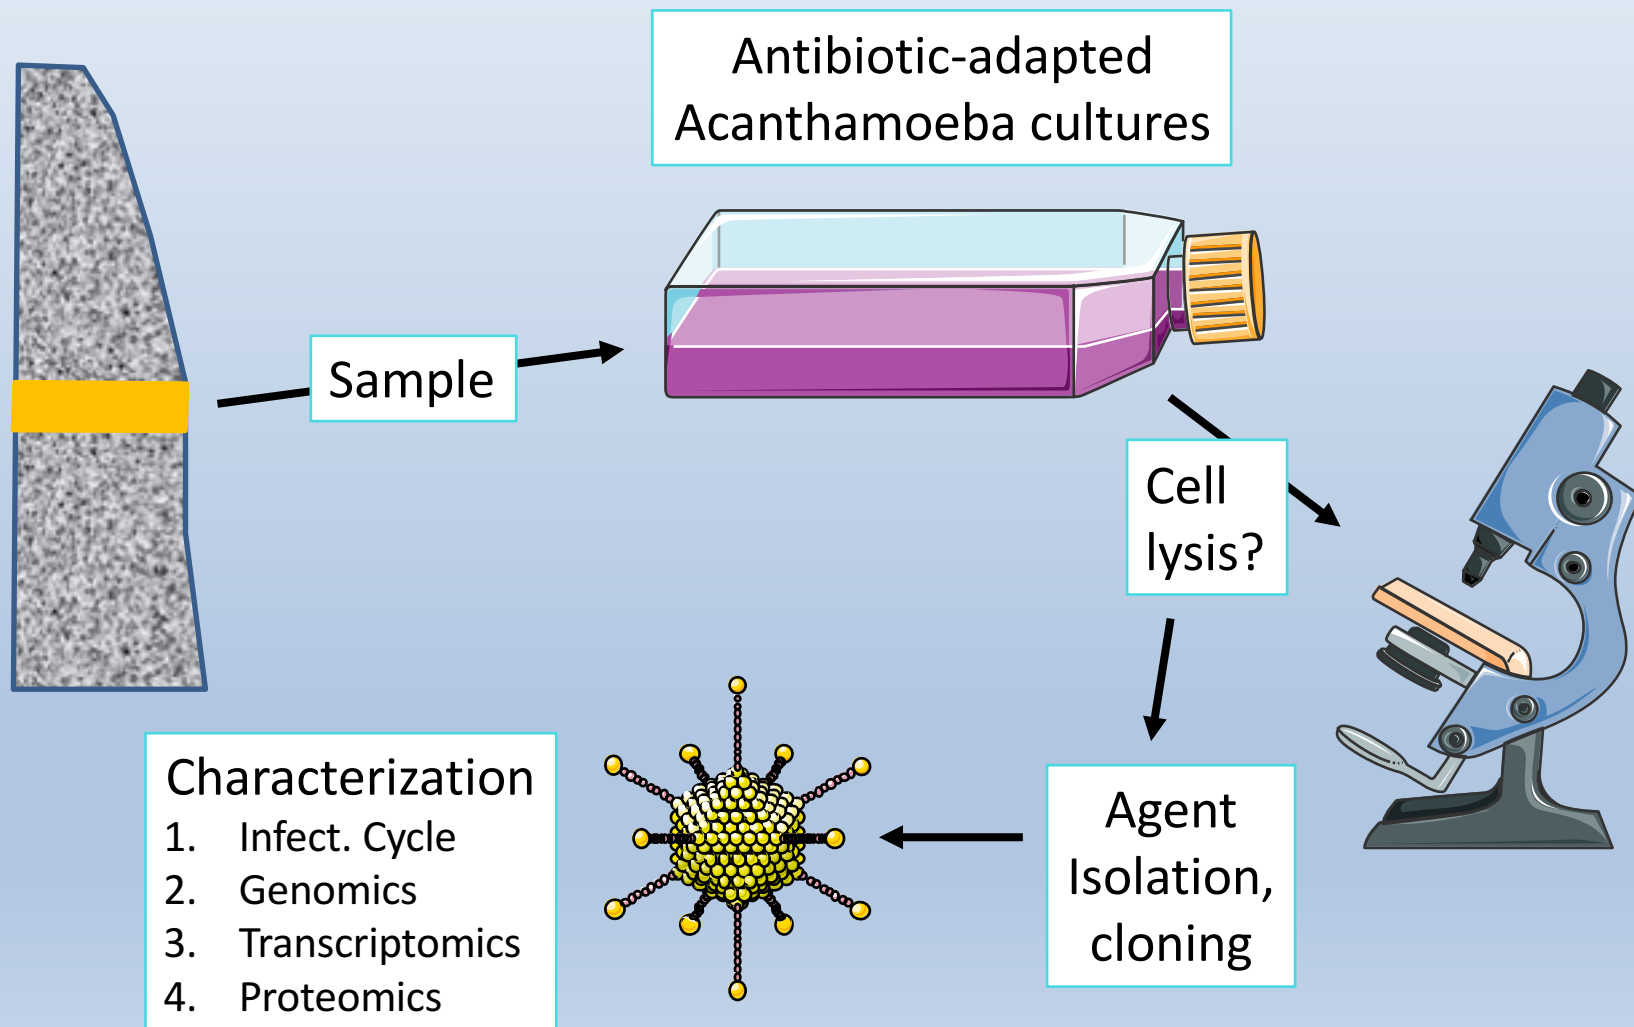 Antibiotic-adapted
Acanthamoeba cultures
Sample
Cell
lysis?
Agent
Isolation,
cloning
Characterization
1. Infect. Cycle
2. Genomics
3. Transcriptomics
4. Proteomics